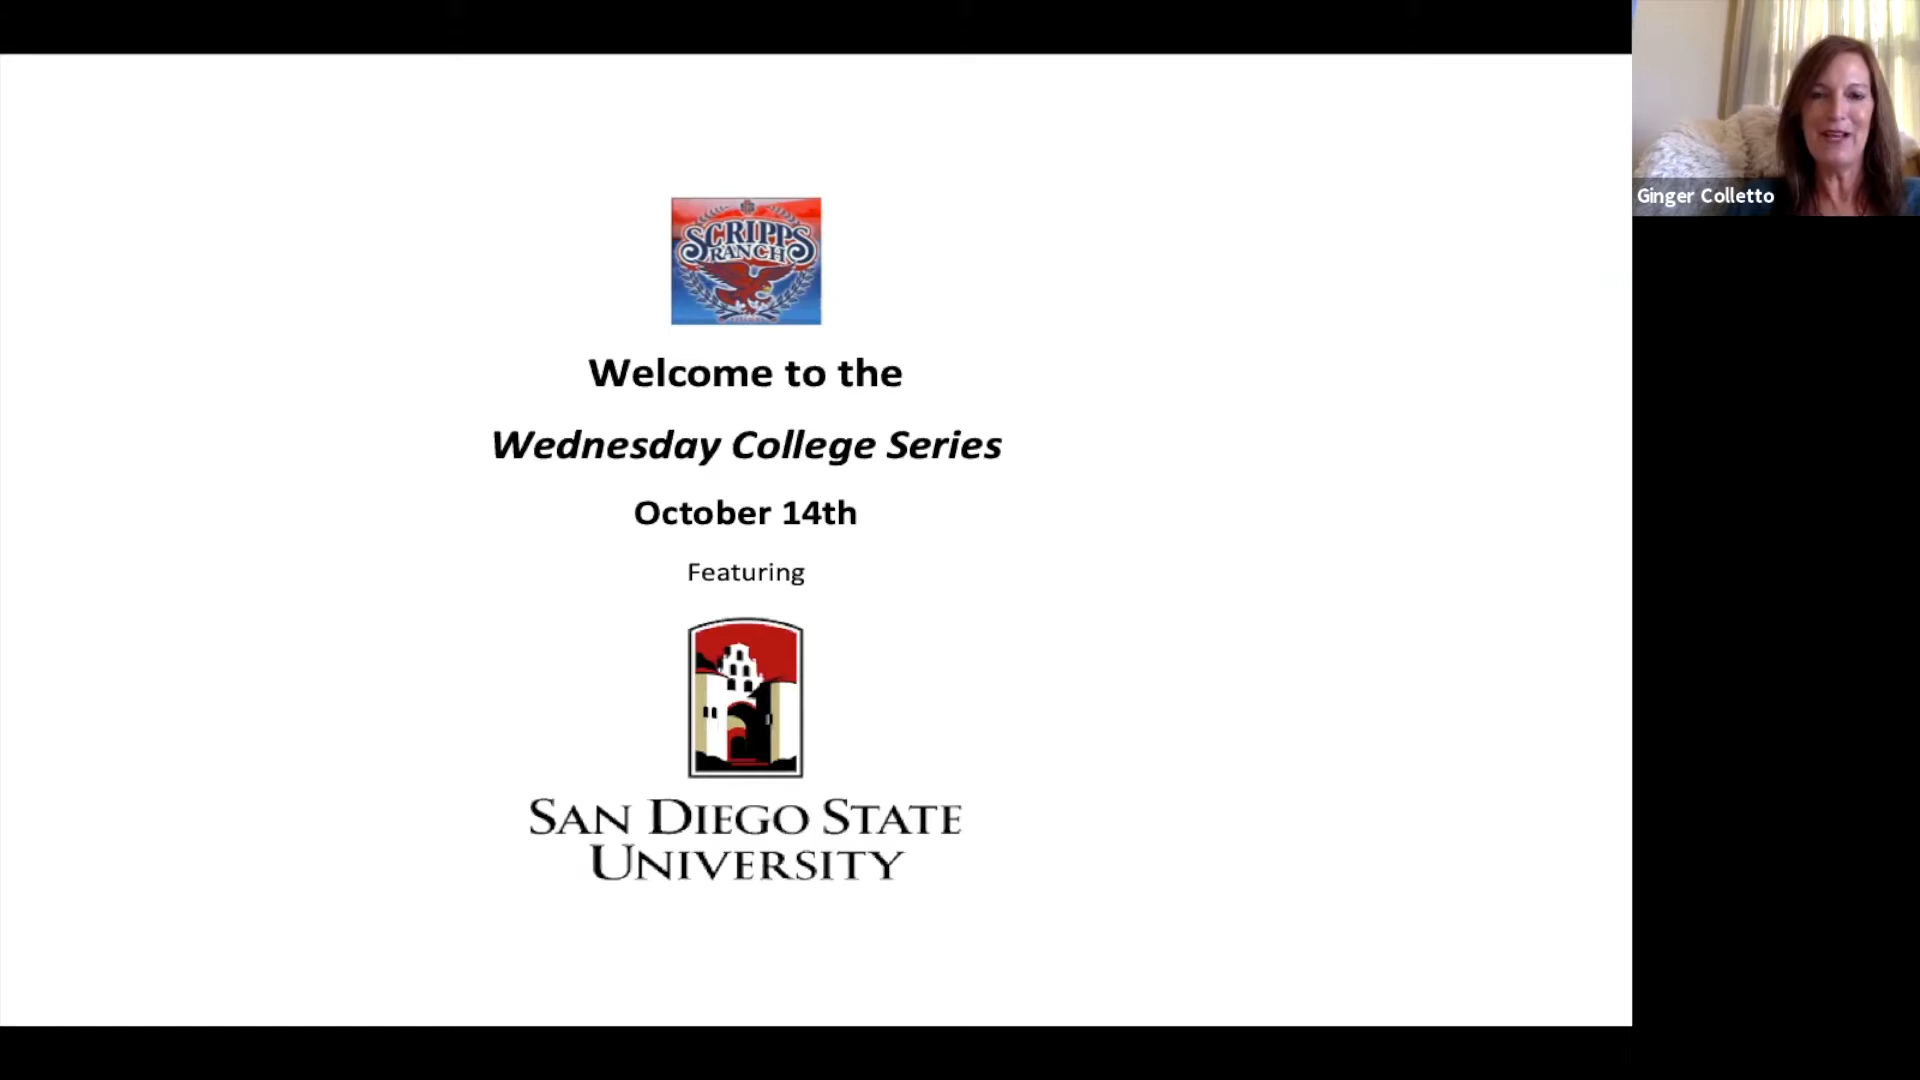 SCRIPPS
RANCH
Welcome to the
Wednesday College Series
October 14th
Featuring
SAN DIEGO STATE
UNIVERSITY
Ginger Colletto